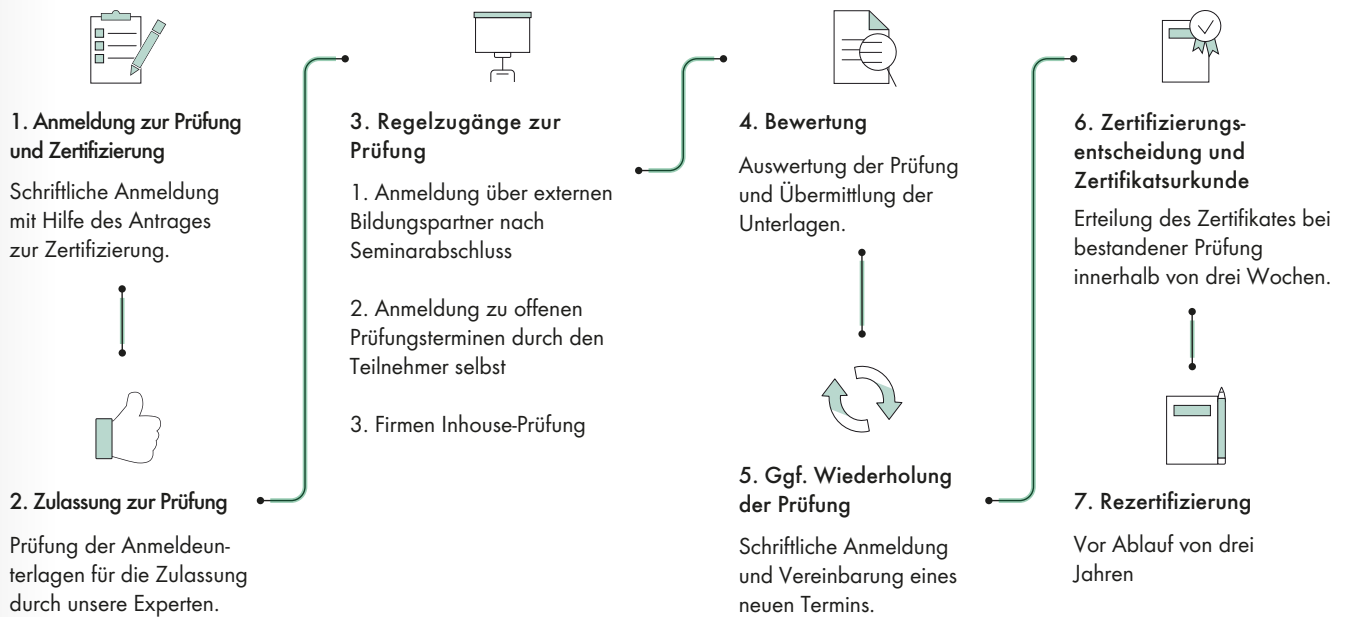 1. Anmeldung zur Prüfung
und Zertifizierung
Schriftliche Anmeldung
mit Hilfe des Antrages
zur Zertifizierung.
2. Zulassung zur Prüfung
Prüfung der Anmeldeun-
terlagen für die Zulassung
durch unsere Experten.
3. Regelzugänge zur
Prüfung
1. Anmeldung über externen
Bildungspartner nach
Seminarabschluss
2. Anmeldung zu offenen
Prüfungsterminen durch den
Teilnehmer selbst
3. Firmen Inhouse-Prüfung
4. Bewertung
Auswertung der Prüfung
und Übermittlung der
Unterlagen.
5. Ggf. Wiederholung
der Prüfung
Schriftliche Anmeldung
und Vereinbarung eines
neuen Termins.
6. Zertifizierungs-
entscheidung und
Zertifikatsurkunde
Erteilung des Zertifikates bei
bestandener Prüfung
innerhalb von drei Wochen.
7. Rezertifizierung
Vor Ablauf von drei
Jahren